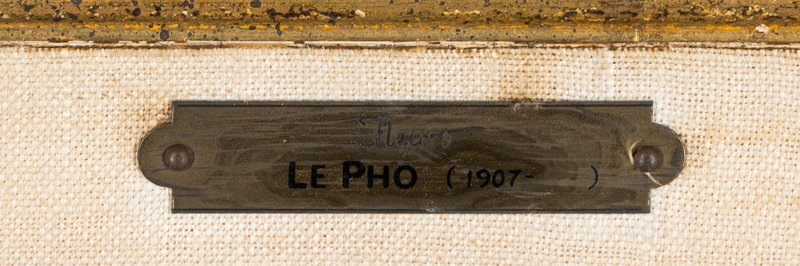 Fleurs
LE PHO (1907- )